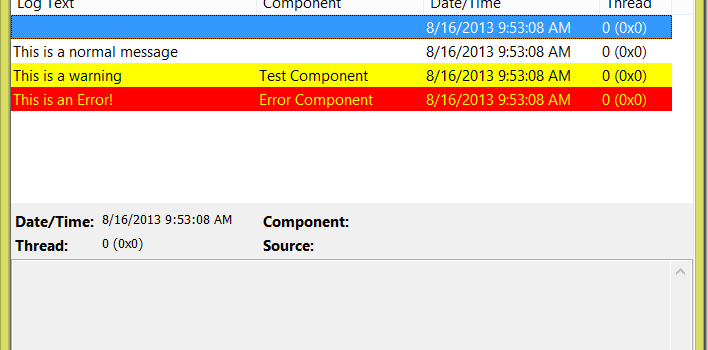 Log Text Component Date/Time Thread
8/16/2013 9:53:08 AM 0 (0x0)
This is a normal message 8/16/2013 9:53:08 AM 0 (0x0)
This is a warning Test Component 8/16/2013 9:53:08 AM 0 (0x0)
This is an Error! Error Component 8/16/2013 9:53:08 AM 0 (0x0)
Date/Time: 8/16/2013 9:53:08 AM Component:
Thread: 0 (0x0) Source: